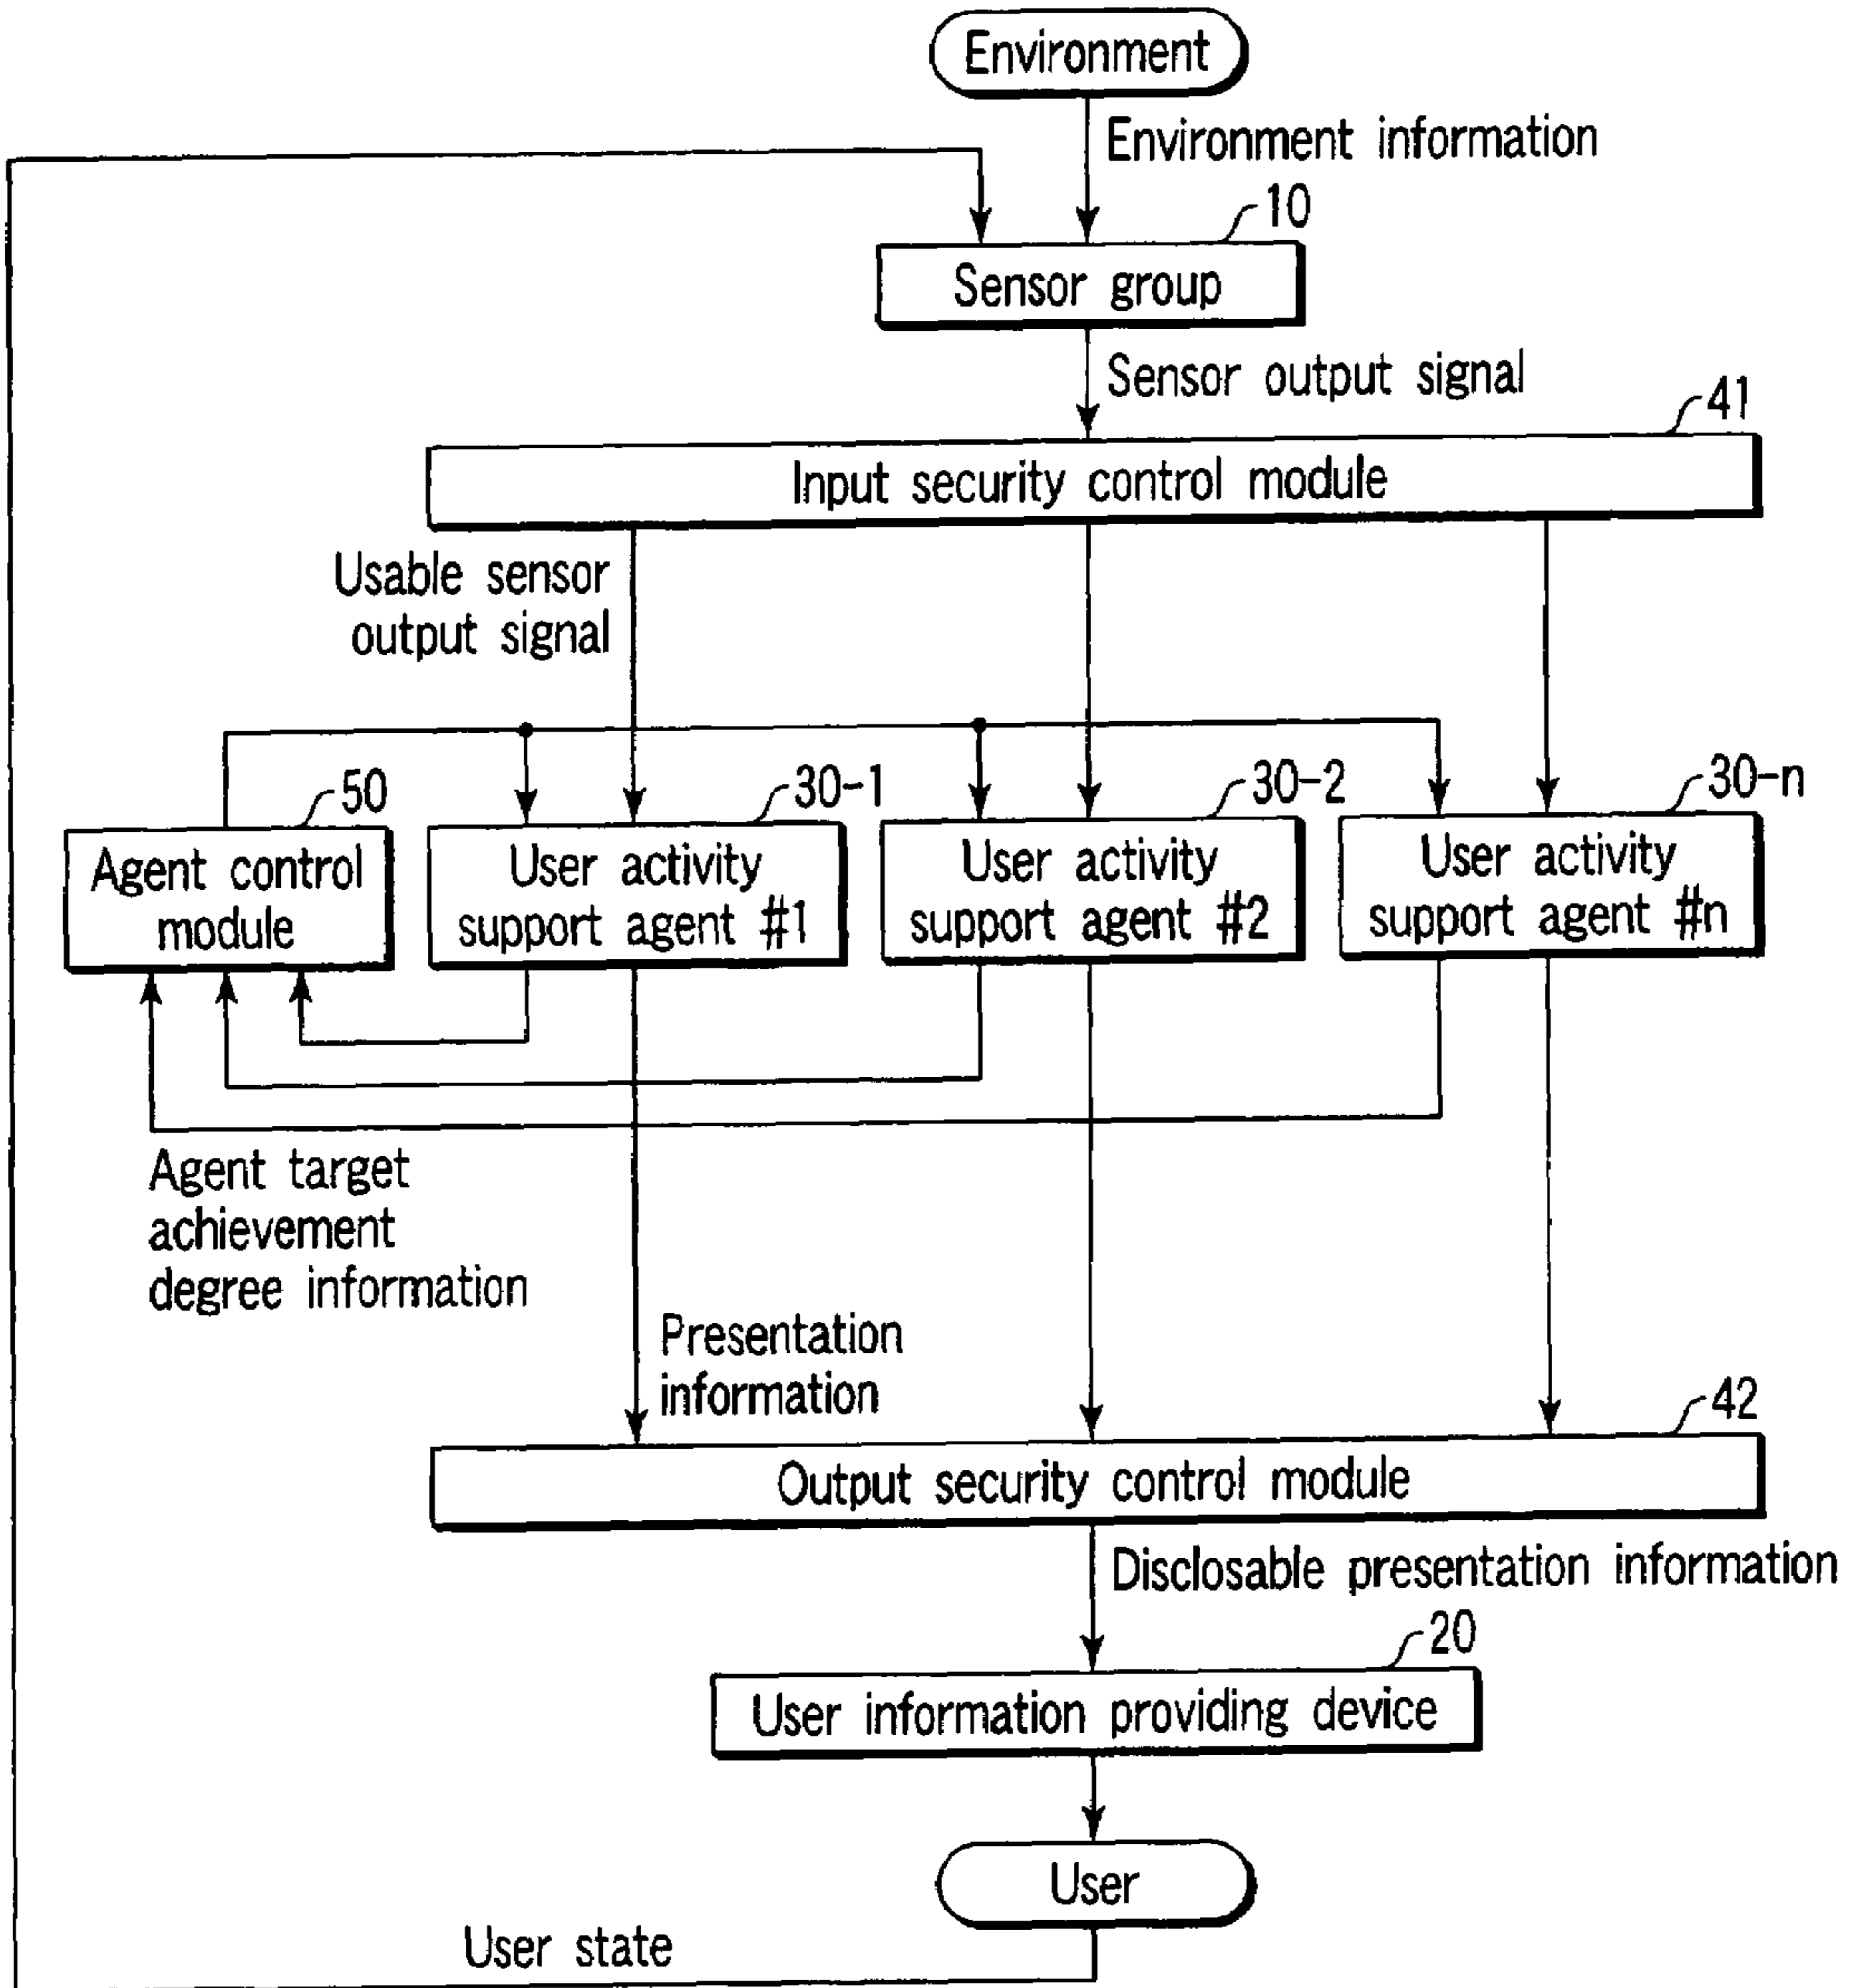 Environment
Environment information
10
Sensor group
Sensor output signal
41
Input security control module
Usable sensor
output signal
50
30-1
30-2
30-n
Agent control
module
User activity
support agent #1
User activity
support agent #2
User activity
support agent #n
Agent target
achievement
degree information
Presentation
information
42
Output security control module
Disclosable presentation information
20
User information providing device
User
User state